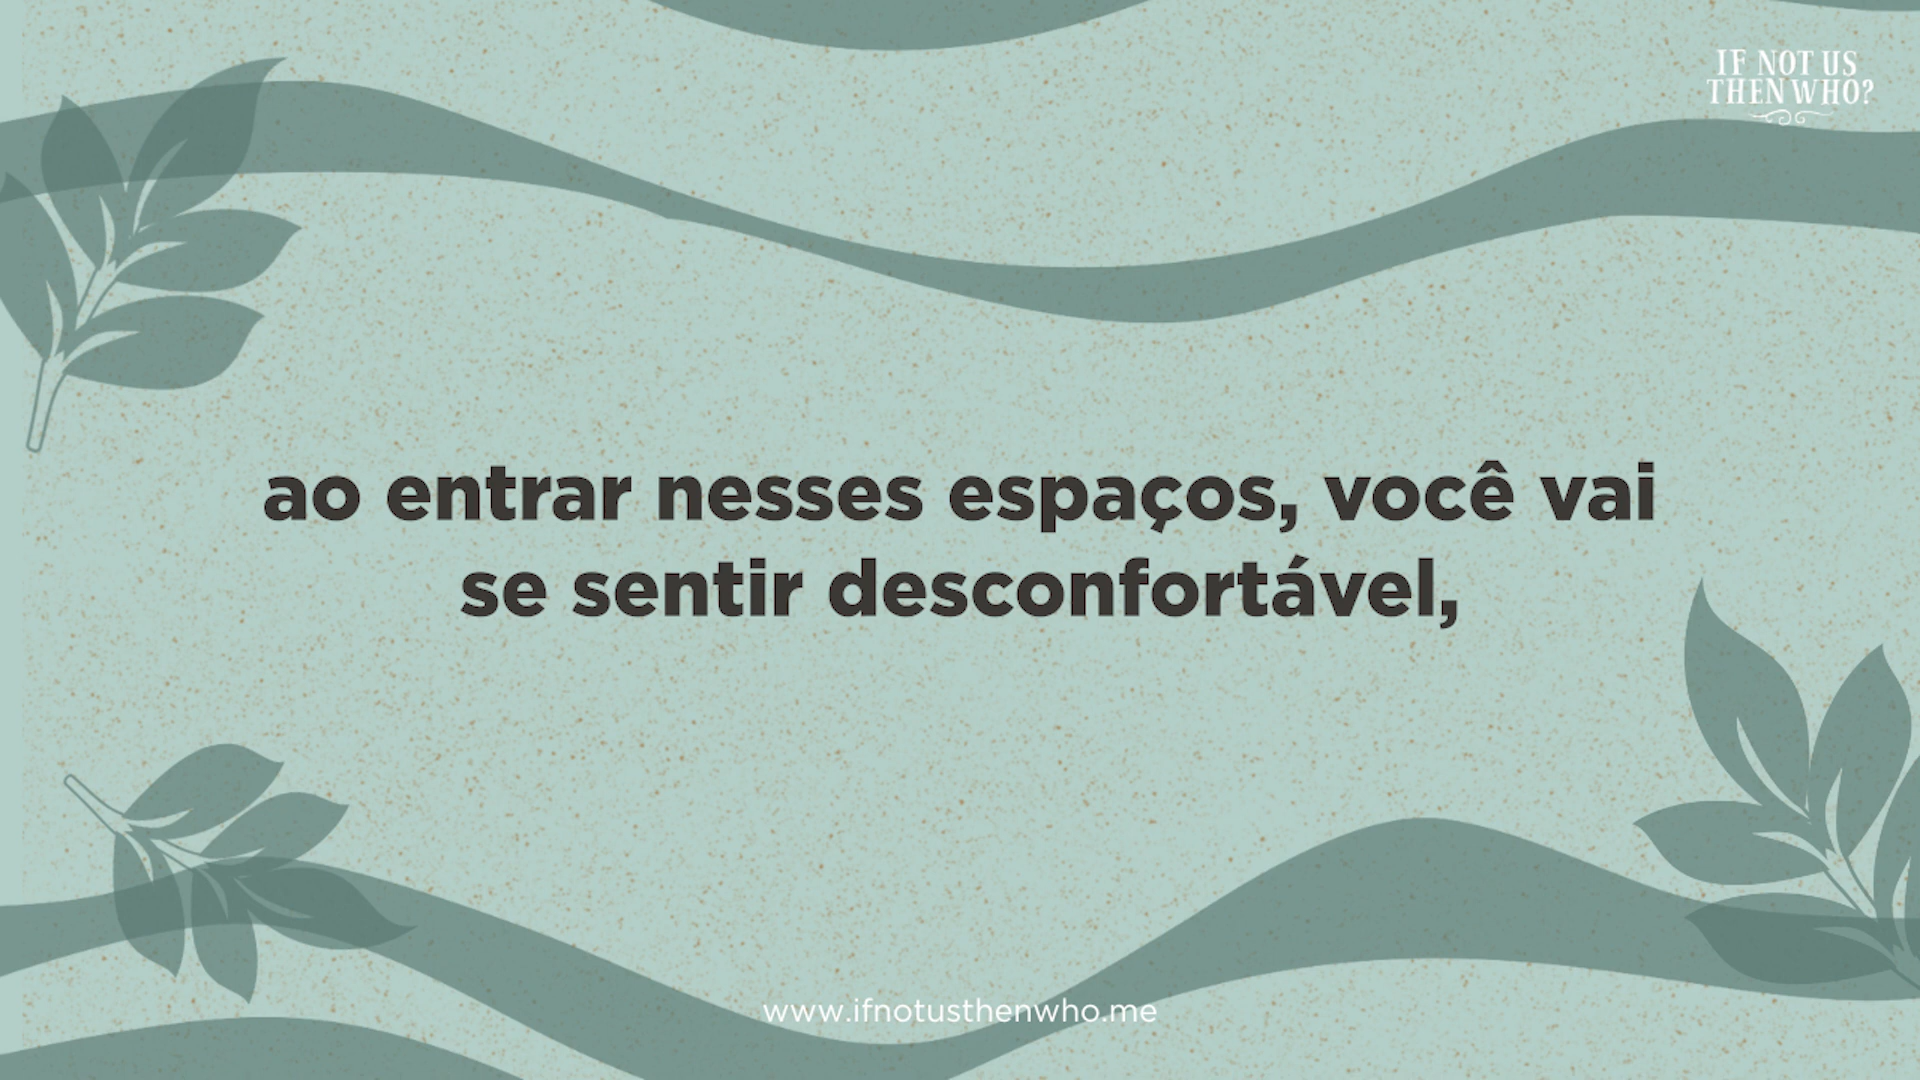 IF NOT US
THEN WHO?
ao entrar nesses espaços, você vai
se sentir desconfortável,
www.ifnotusthenwho.me